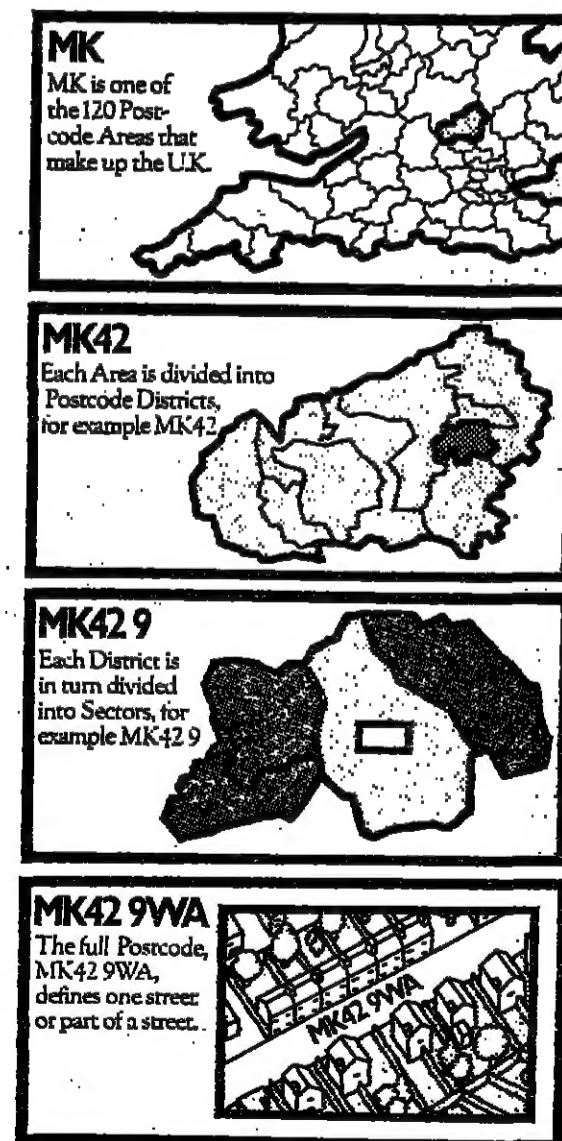 MK
MK is one of
the 120 Post-
code Areas that
make up the U.K.
MK42
Each Area is divided into
Postcode Districts,
for example MK42
MK42 9
Each District is
in turn divided
into Sectors, for
example MK42 9
MK42 9WA
The full Postcode,
MK42 9WA,
defines one street
or part of a street.
MK42 9WA